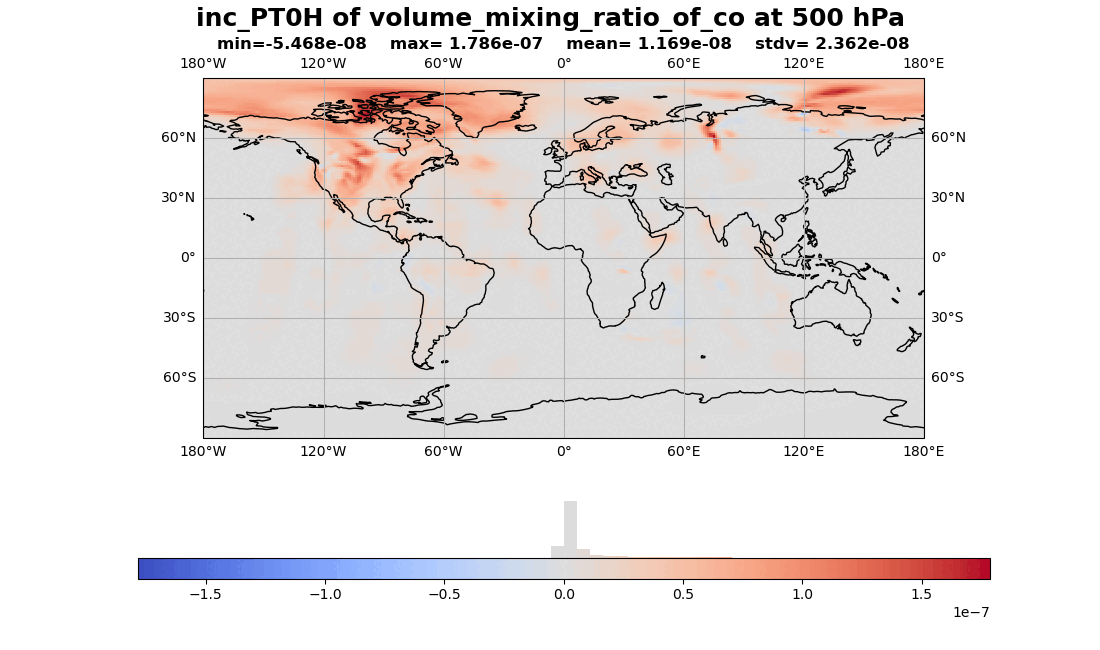 inc_PT0H of volume_mixing_ratio_of_co at 500 hPa
min=-5.468e-08    max= 1.786e-07    mean= 1.169e-08    stdv= 2.362e-08
180°W 120°W 60°W 0° 60°E 120°E 180°E
60°N 60°N
30°N 30°N
0° 0°
30°S 30°S
60°S 60°S
180°W 120°W 60°W 0° 60°E 120°E 180°E
−1.5 −1.0 −0.5 0.0 0.5 1.0 1.5
1e−7